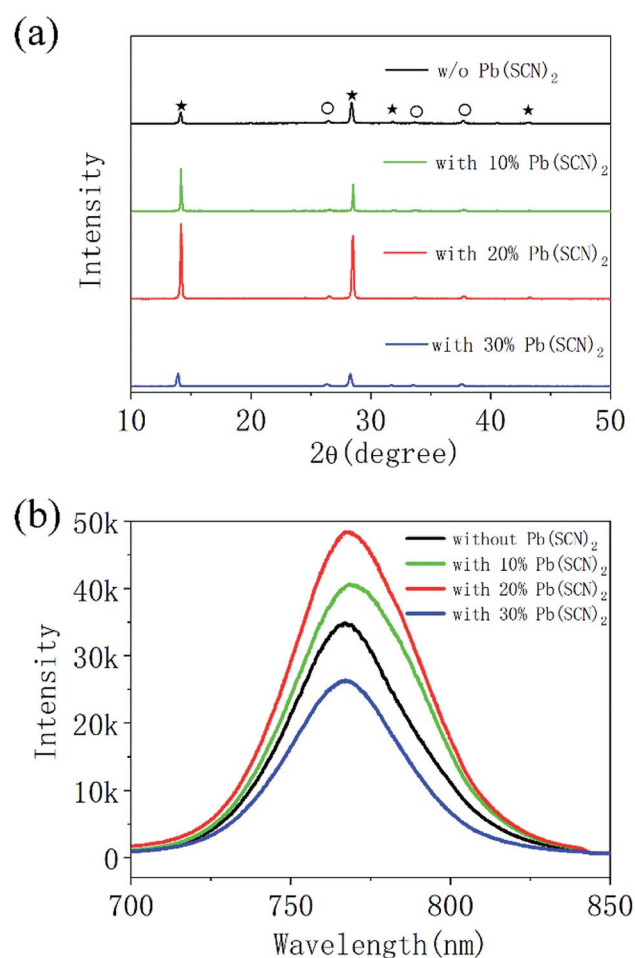 (a)
w/o Pb(SCN)₂
with 10% Pb(SCN)₂
with 20% Pb(SCN)₂
with 30% Pb(SCN)₂
Intensity
10 20 30 40 50
2θ(degree)
(b)
50k
40k
30k
20k
10k
0
without Pb(SCN)₂
with 10% Pb(SCN)₂
with 20% Pb(SCN)₂
with 30% Pb(SCN)₂
Intensity
700 750 800 850
Wavelength(nm)